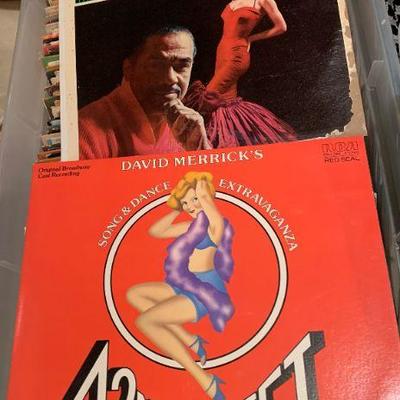 DAVID MERRICK'S
Original Broadway
Cast Recording
RCA
RED SEAL
SONG & DANCE EXTRAVAGANZA